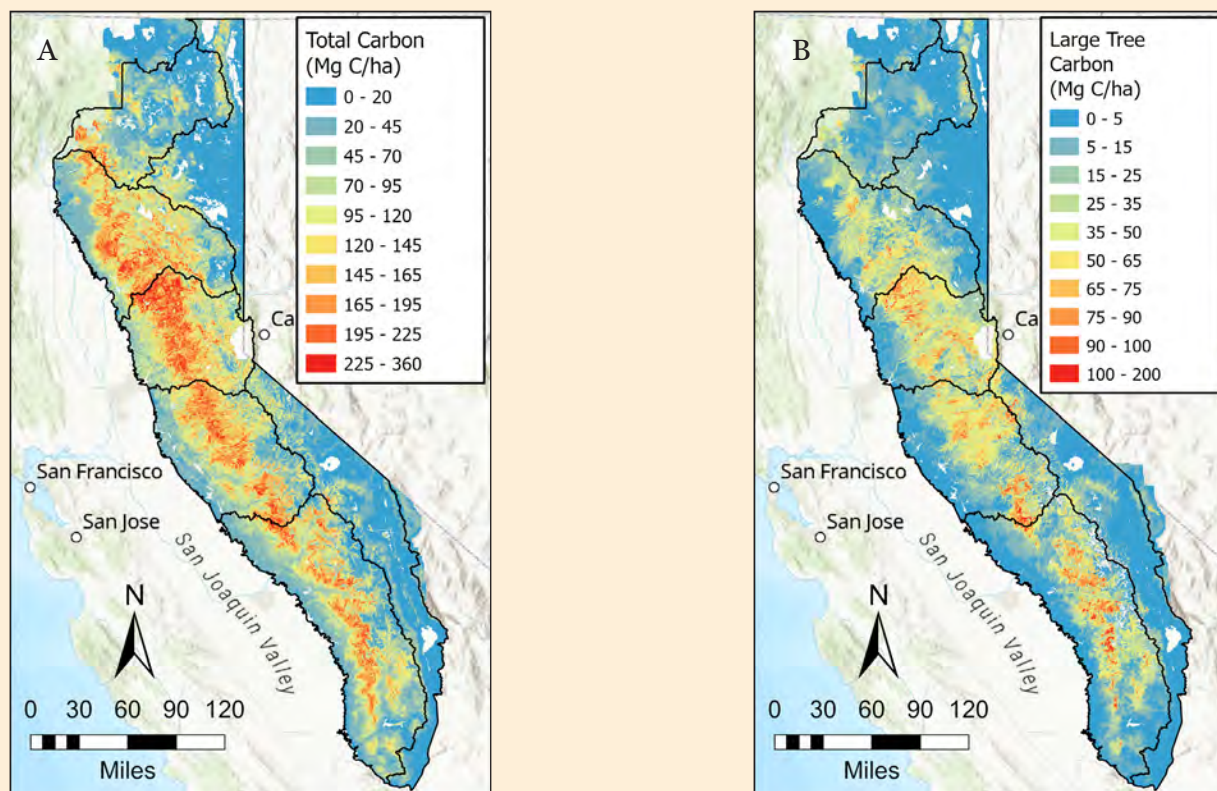 A
Total Carbon
(Mg C/ha)
0 - 20
20 - 45
45 - 70
70 - 95
95 - 120
120 - 145
145 - 165
165 - 195
195 - 225
225 - 360
Ca
San Francisco
San Jose
San Joaquin Valley
N
0 30 60 90 120
Miles
B
Large Tree
Carbon
(Mg C/ha)
0 - 5
5 - 15
15 - 25
25 - 35
35 - 50
50 - 65
65 - 75
75 - 90
90 - 100
100 - 200
Ca
San Francisco
San Jose
San Joaquin Valley
N
0 30 60 90 120
Miles